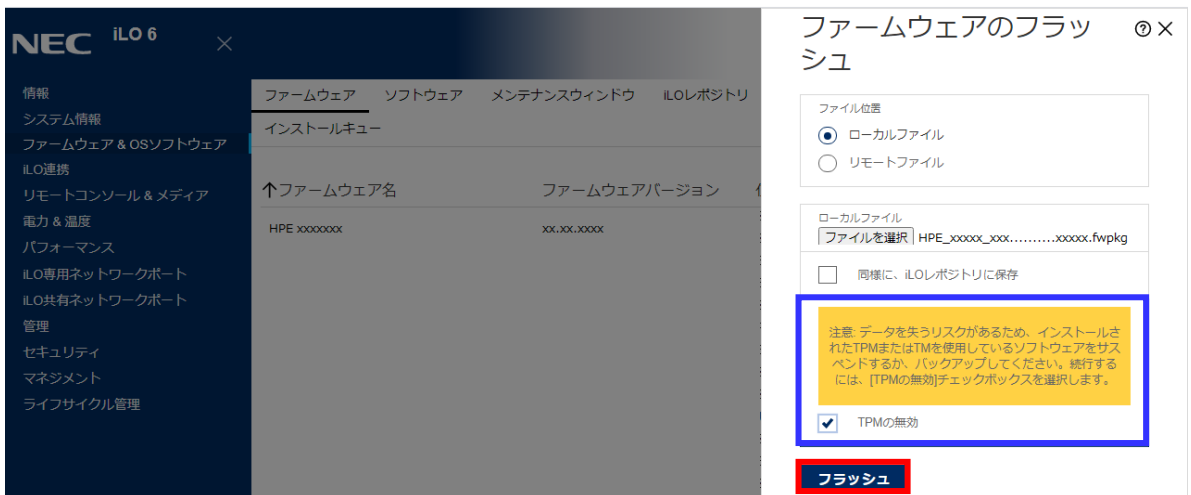 NEC iLO 6
情報
システム情報
ファームウェア & OSソフトウェア
iLO連携
リモートコンソール & メディア
電力 & 温度
パフォーマンス
iLO専用ネットワークポート
iLO共有ネットワークポート
管理
セキュリティ
マネジメント
ライフサイクル管理
ファームウェア ソフトウェア メンテナンスウィンドウ iLOレポジトリ
インストールキュー
↑ファームウェア名 ファームウェアバージョン
HPE xxxxxxx xx.xx.xxxx
ファームウェアのフラッ
シュ
ファイル位置
ローカルファイル
リモートファイル
ローカルファイル
ファイルを選択 HPE_xxxxx_xxx..........xxxxx.fwpkg
同様に、iLOレポジトリに保存
注意: データを失うリスクがあるため、インストールさ
れたTPMまたはTMを使用しているソフトウェアをサス
ペンドするか、バックアップしてください。続行する
には、[TPMの無効]チェックボックスを選択します。
TPMの無効
フラッシュ